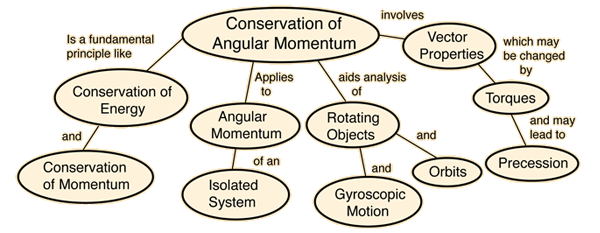 Conservation of
Angular Momentum
involves
Vector
Properties
which may
be changed
by
Torques
and may
lead to
Precession
Is a fundamental
principle like
Conservation of
Energy
and
Conservation
of Momentum
Applies
to
Angular
Momentum
of an
Isolated
System
aids analysis
of
Rotating
Objects
and
Orbits
and
Gyroscopic
Motion